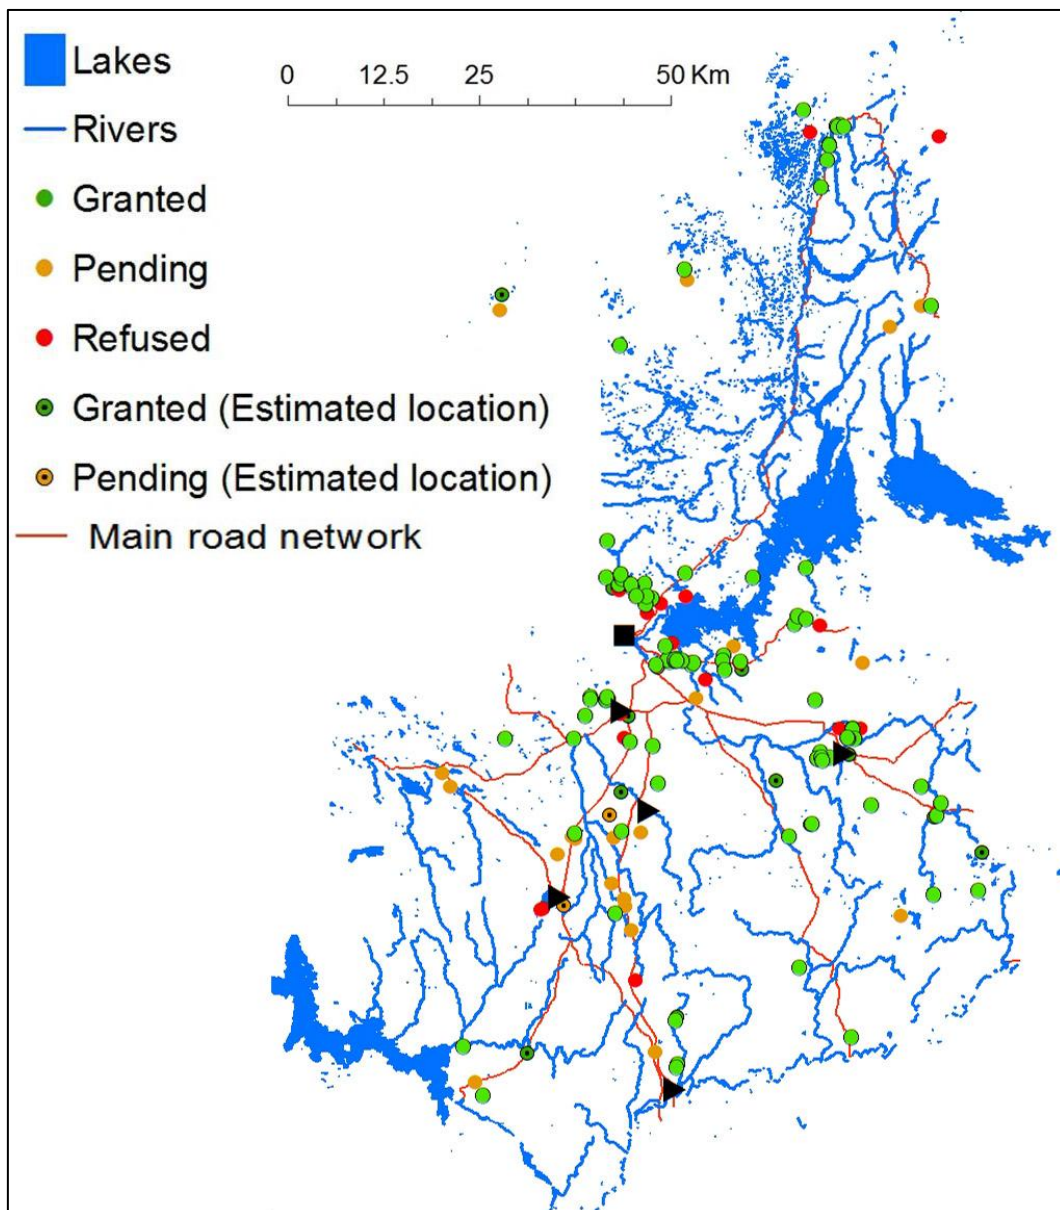 Lakes
0 12.5 25 50 Km
Rivers
Granted
Pending
Refused
Granted (Estimated location)
Pending (Estimated location)
Main road network